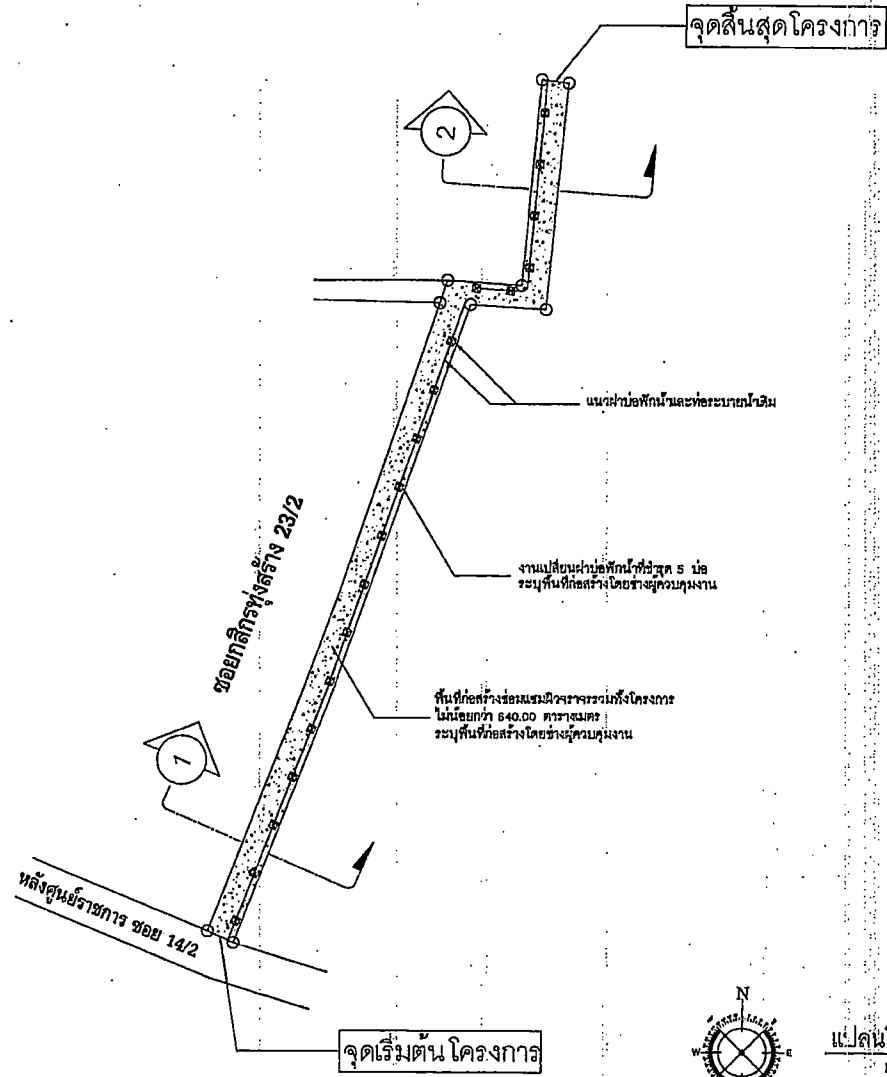 จุดสิ้นสุดโครงการ
2
แนวฝาบ่อพักน้ำและท่อระบายน้ำเดิม
งานเปลี่ยนฝาบ่อพักน้ำที่ชำรุด 5 บ่อ
ระบุพื้นที่ก่อสร้างโดยช่างผู้ควบคุมงาน
ซอยกสิกรทุ่งสร้าง 23/2
พื้นที่ก่อสร้างซ่อมแซมผิวจราจรรวมทั้งโครงการ
ไม่น้อยกว่า 640.00 ตารางเมตร
ระบุพื้นที่ก่อสร้างโดยช่างผู้ควบคุมงาน
1
หลังศูนย์ราชการ ซอย 14/2
จุดเริ่มต้นโครงการ
N
W
E